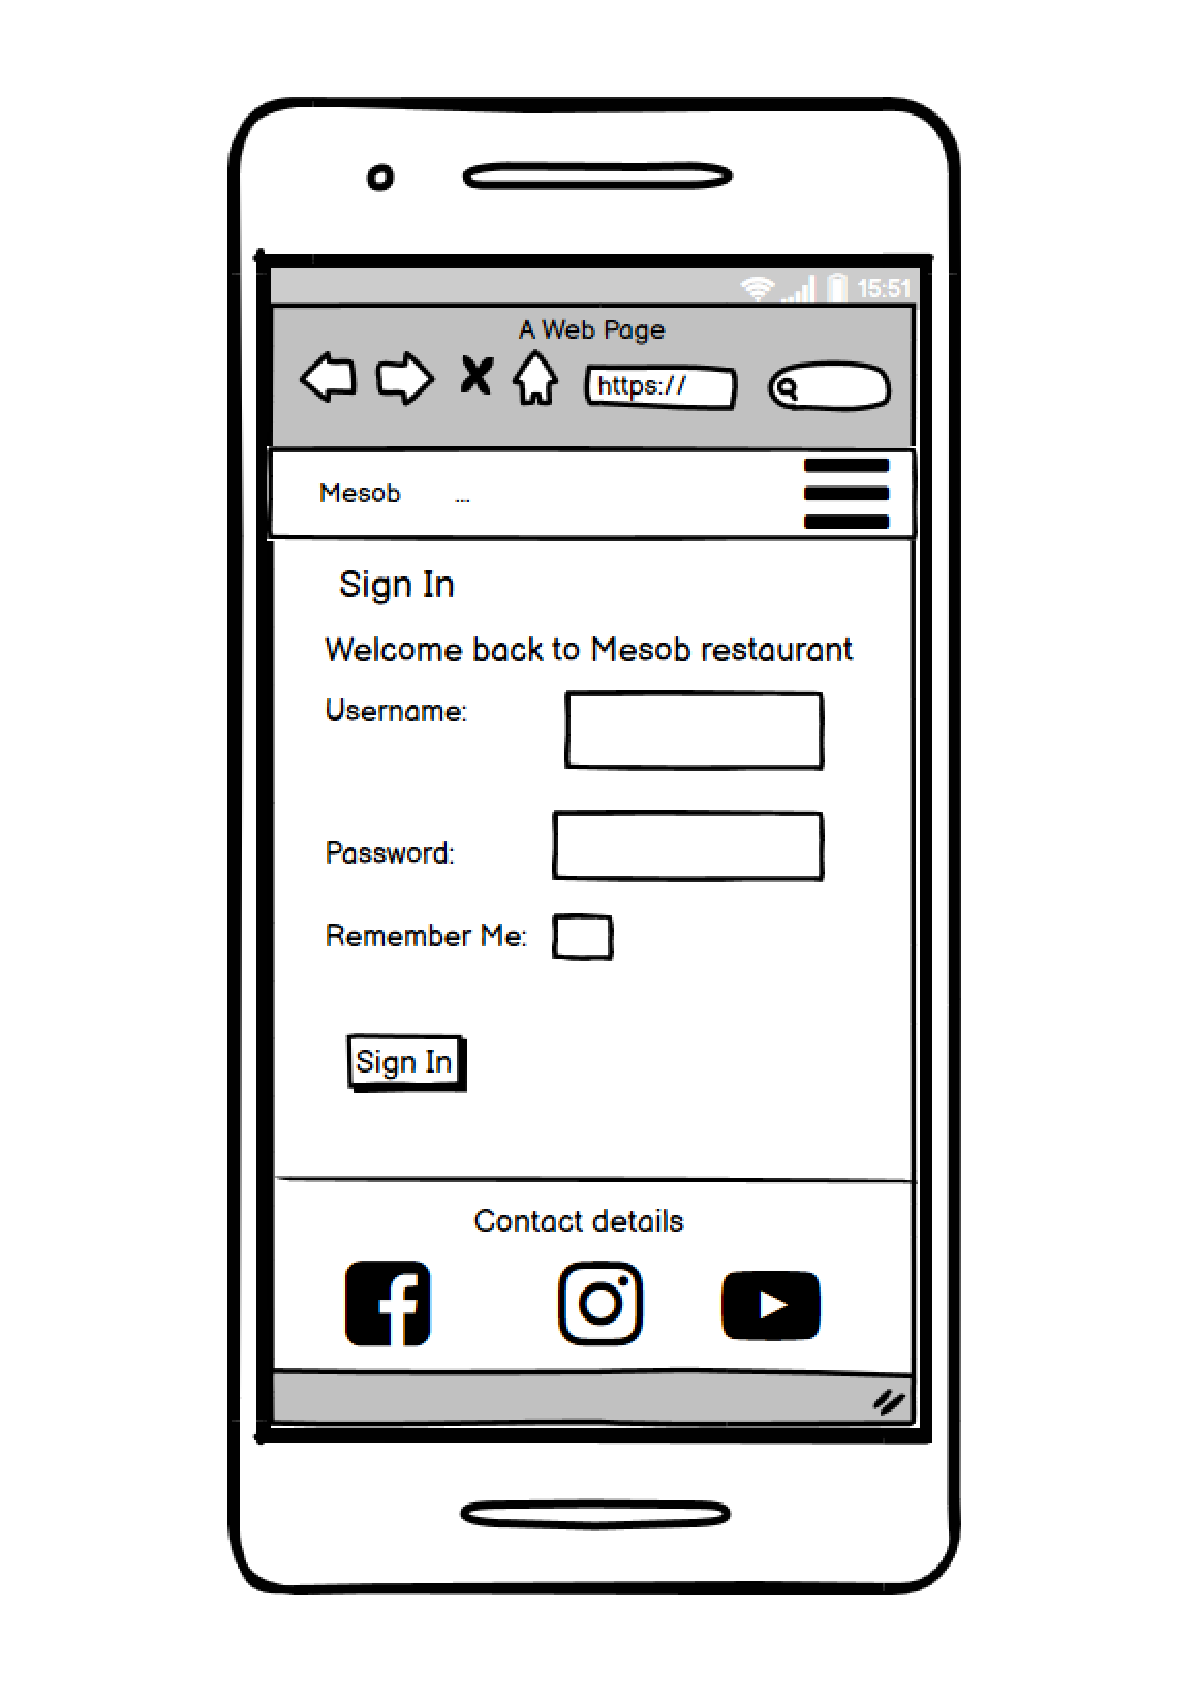 15:51
A Web Page
https://
Mesob ...
Sign In
Welcome back to Mesob restaurant
Username:
Password:
Remember Me:
Sign In
Contact details